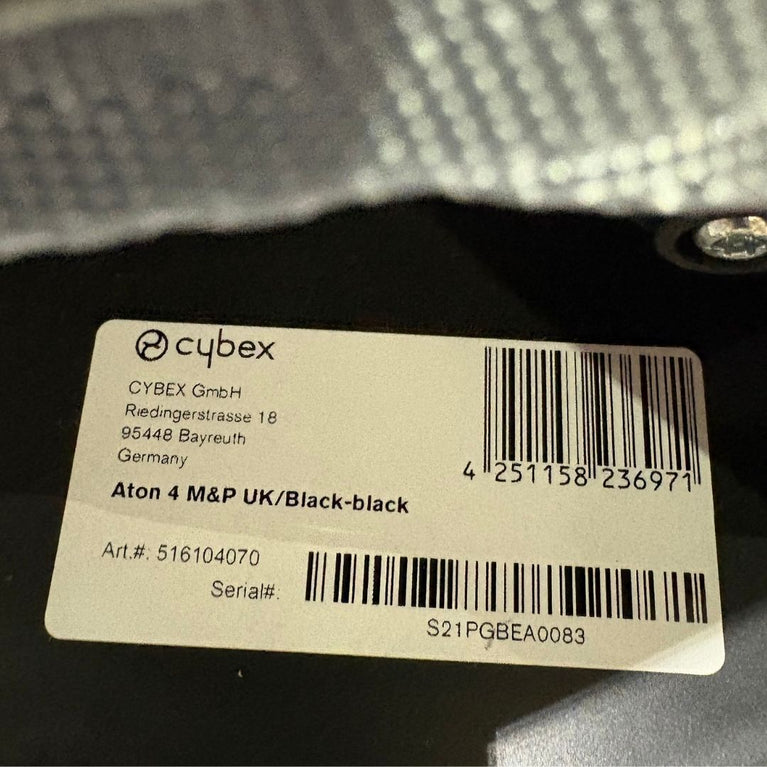 cybex
CYBEX GmbH
Riedingerstrasse 18
95448 Bayreuth
Germany
4 251158 236971
Aton 4 M&P UK/Black-black
Art.#: 516104070
Serial#:
S21PGBEA0083